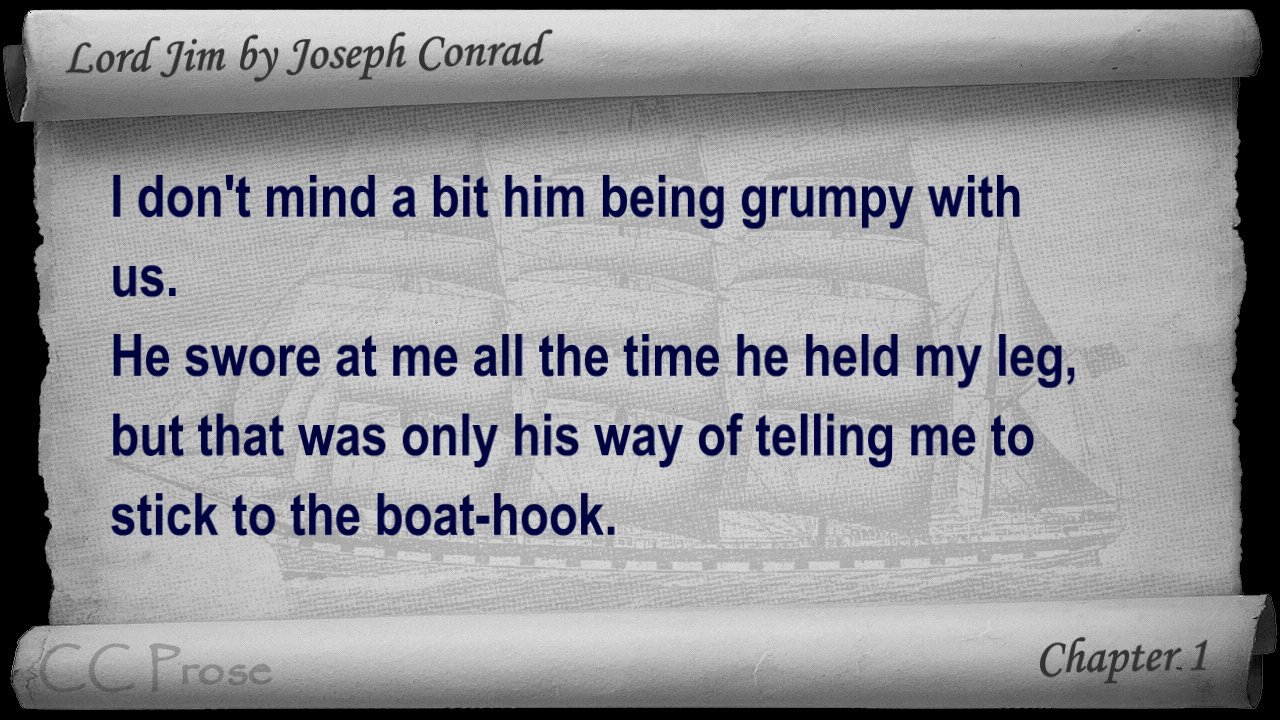 Lord Jim by Joseph Conrad
I don't mind a bit him being grumpy with
us.
He swore at me all the time he held my leg,
but that was only his way of telling me to
stick to the boat-hook.
CC Prose
Chapter 1